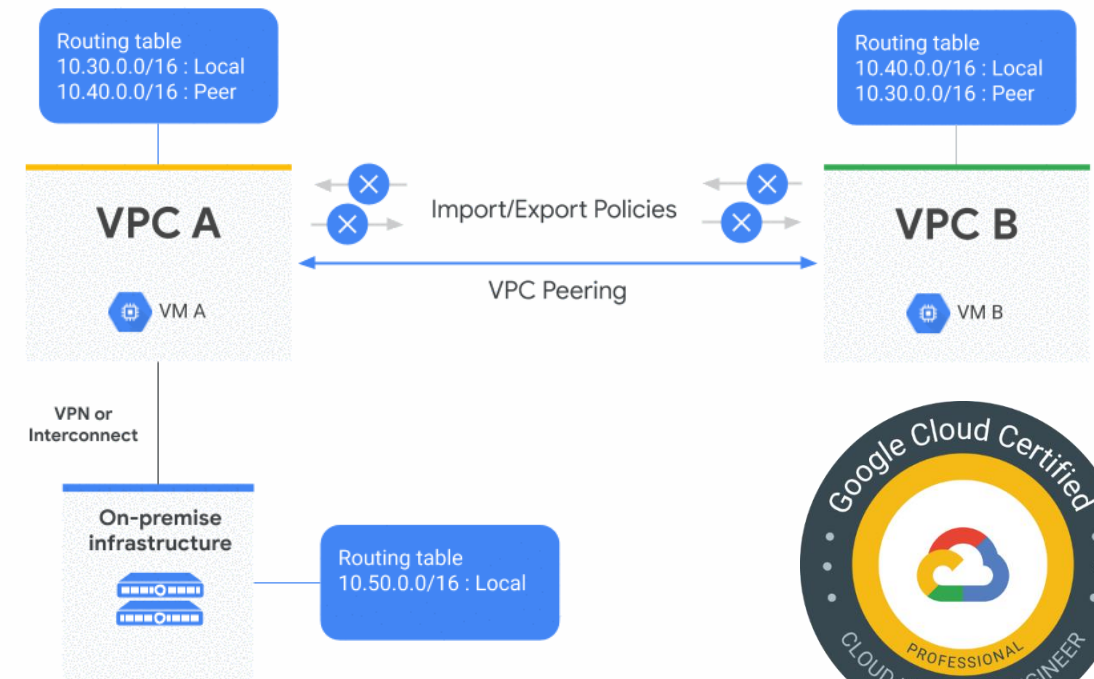 Routing table
10.30.0.0/16 : Local
10.40.0.0/16 : Peer
Routing table
10.40.0.0/16 : Local
10.30.0.0/16 : Peer
VPC A
Import/Export Policies
VPC B
VPC Peering
VM A
VM B
VPN or
Interconnect
On-premise
infrastructure
Routing table
10.50.0.0/16 : Local
Google Cloud Certified
PROFESSIONAL
CLOUD